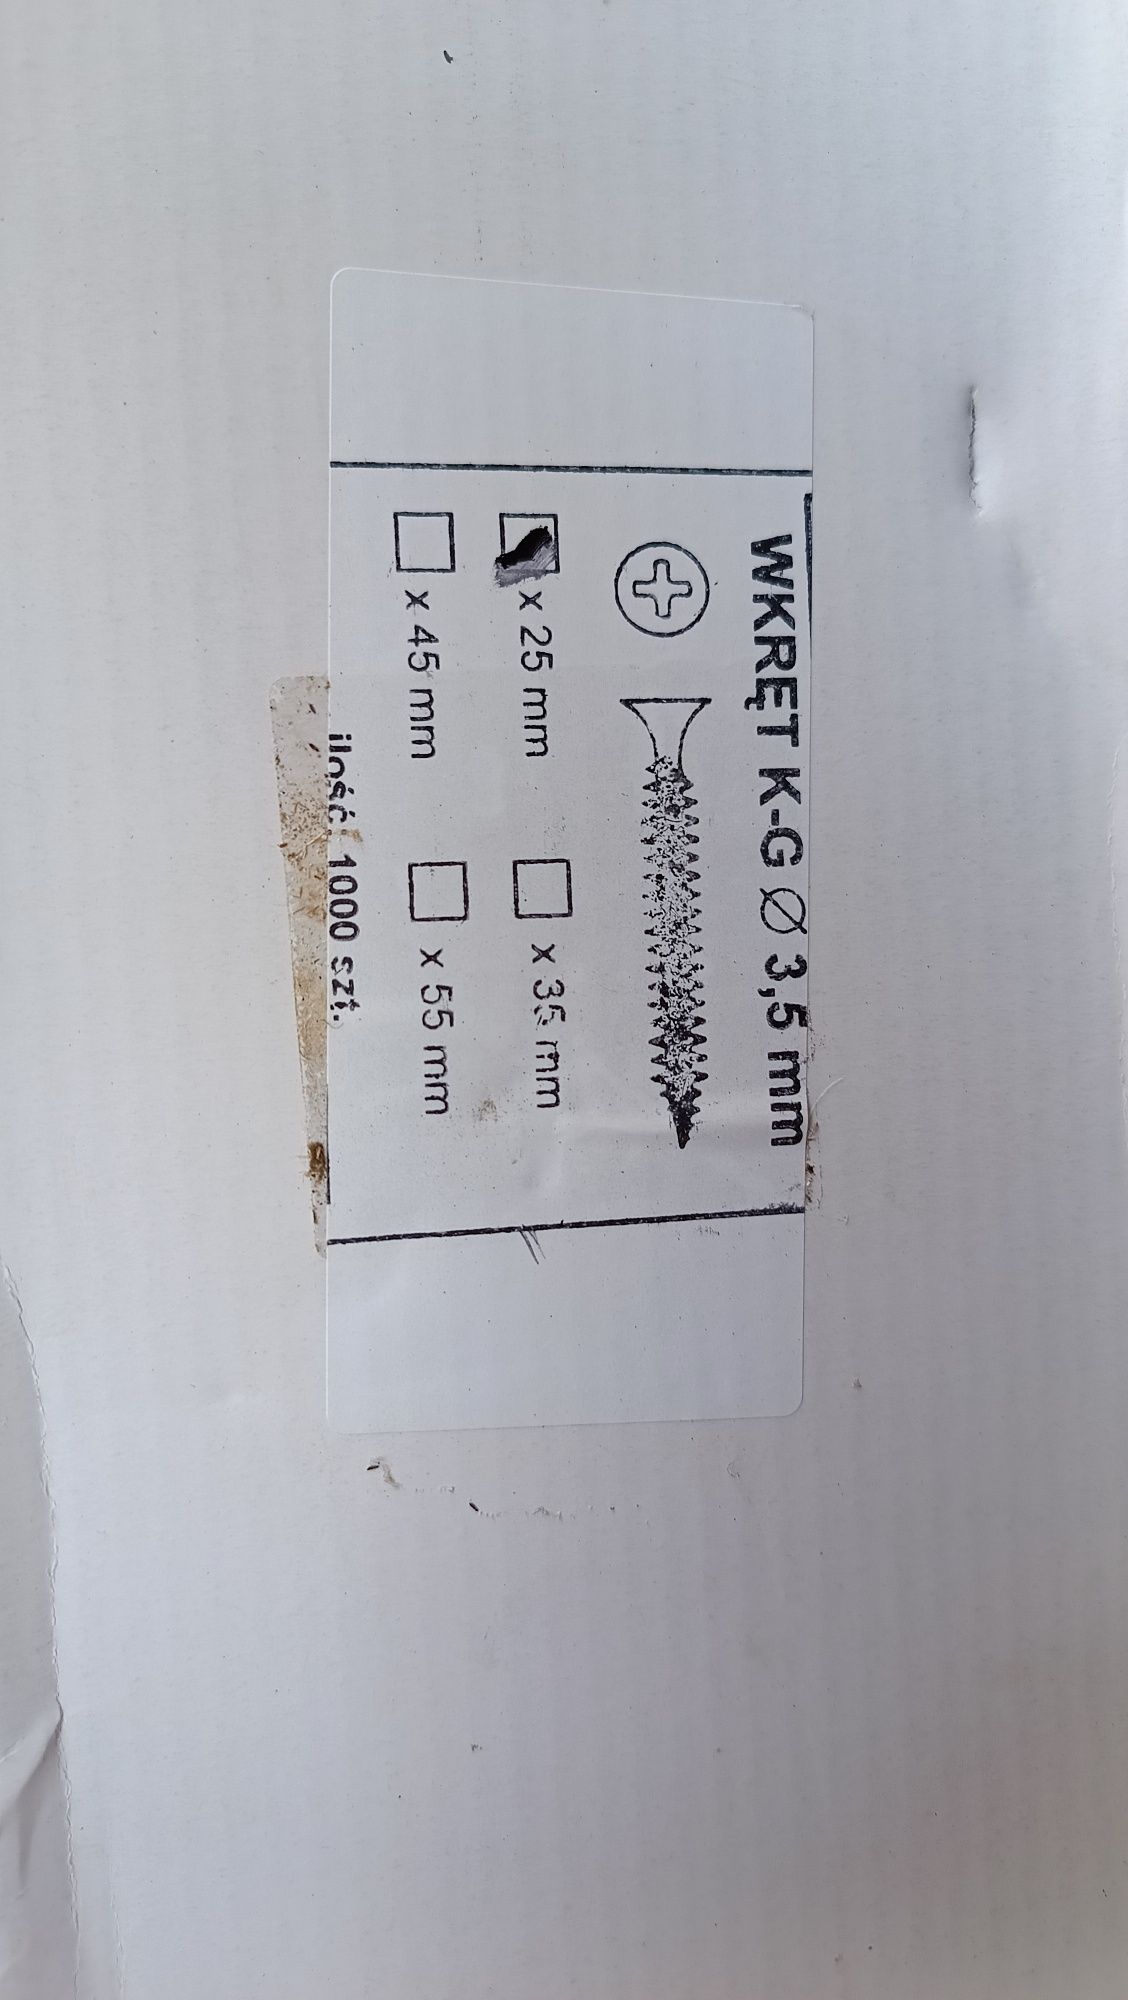 WKRĘT K-G Ø 3,5 mm
x 25 mm
x 35 mm
x 45 mm
x 55 mm
ilość: 1000 szt.